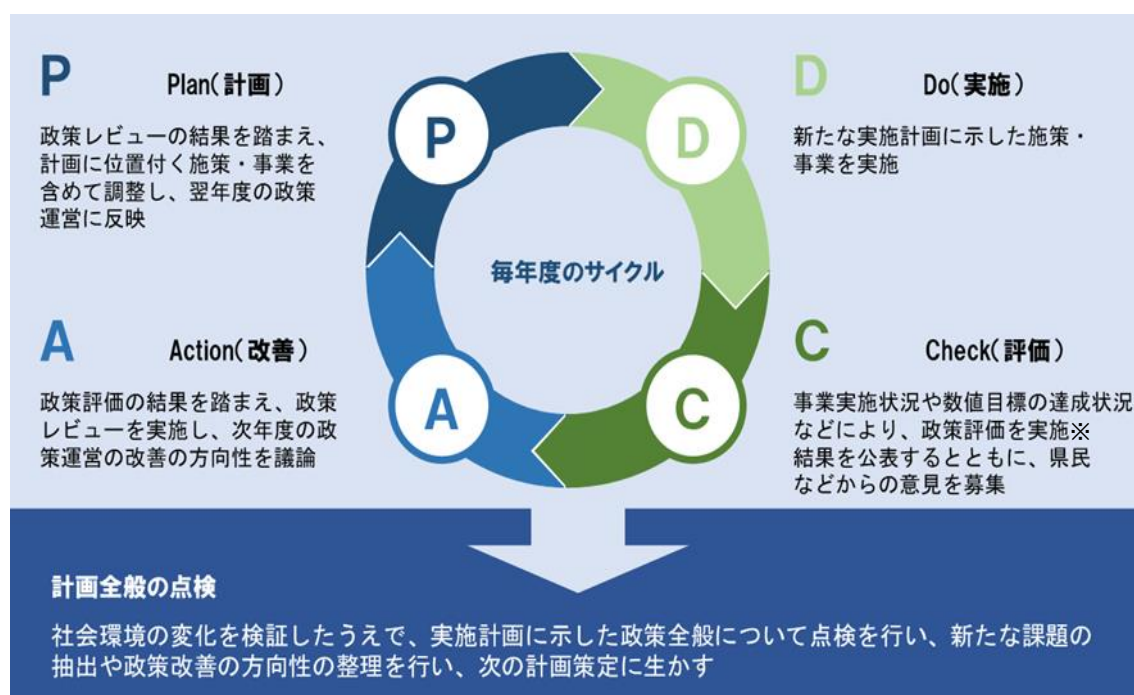 P
Plan(計画)
政策レビューの結果を踏まえ、
計画に位置付く施策・事業を
含めて調整し、翌年度の政策
運営に反映
D
Do(実施)
新たな実施計画に示した施策・
事業を実施
P
D
毎年度のサイクル
A
C
A
Action(改善)
政策評価の結果を踏まえ、政策
レビューを実施し、次年度の政
策運営の改善の方向性を議論
C
Check(評価)
事業実施状況や数値目標の達成状況
などにより、政策評価を実施※
結果を公表するとともに、県民
などからの意見を募集
計画全般の点検
社会環境の変化を検証したうえで、実施計画に示した政策全般について点検を行い、新たな課題の
抽出や政策改善の方向性の整理を行い、次の計画策定に生かす